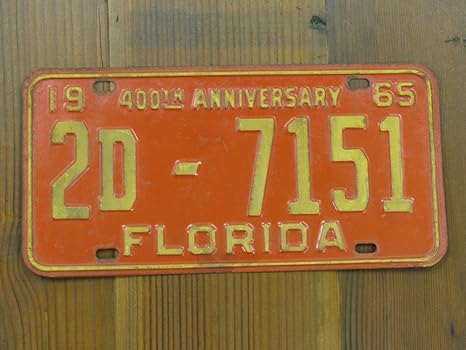 19 400TH ANNIVERSARY 65
2D - 7151
FLORIDA